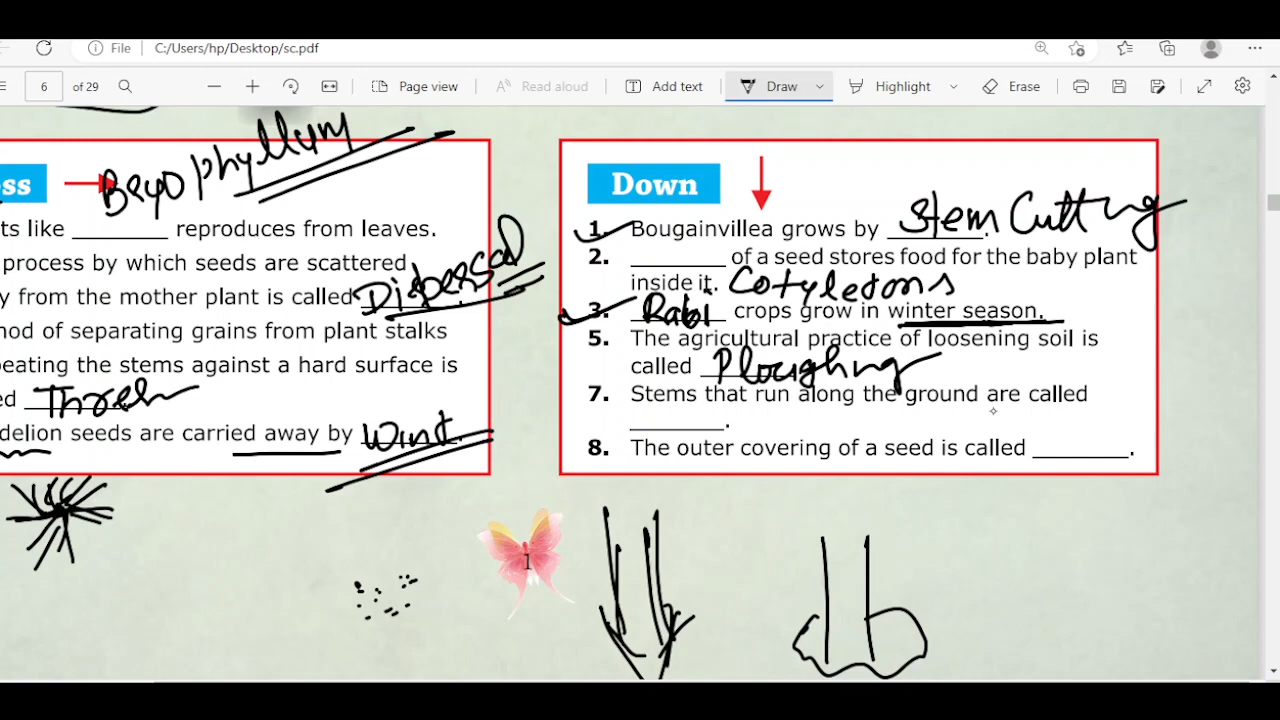 File C:/Users/hp/Desktop/sc.pdf
6 of 29 Page view Read aloud Add text Draw Highlight Erase
Bryophyllum
ss
ts like ________ reproduces from leaves.
process by which seeds are scattered
y from the mother plant is called Dispersal.
hod of separating grains from plant stalks
eating the stems against a hard surface is
ed Thresh
delion seeds are carried away by Wint.
Down
1. Bougainvillea grows by Stem Cutting.
2. ________ of a seed stores food for the baby plant
inside it. Cotyletons
3. Rabi crops grow in winter season.
5. The agricultural practice of loosening soil is
called Ploughing
7. Stems that run along the ground are called
________.
8. The outer covering of a seed is called ________.
1